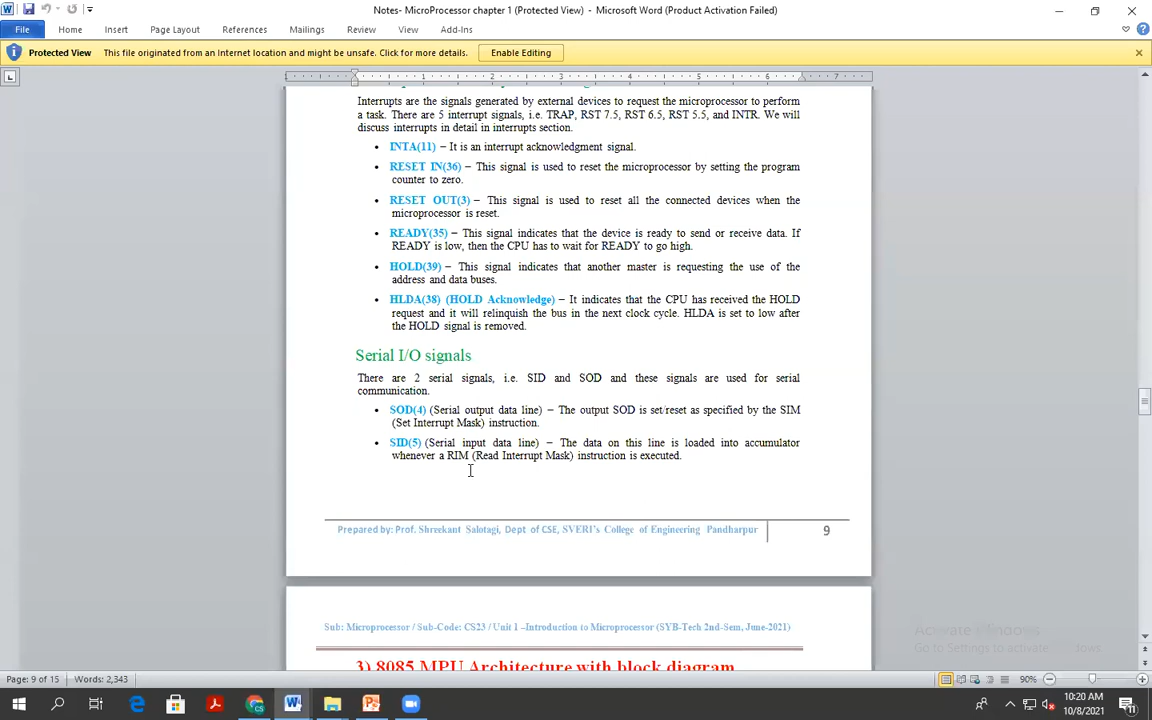 Notes- MicroProcessor chapter 1 (Protected View) - Microsoft Word (Product Activation Failed)
File Home Insert Page Layout References Mailings Review View Add-Ins
Protected View This file originated from an Internet location and might be unsafe. Click for more details. Enable Editing
1 1 2 3 4 5 6 7
Interrupts are the signals generated by external devices to request the microprocessor to perform
a task. There are 5 interrupt signals, i.e. TRAP, RST 7.5, RST 6.5, RST 5.5, and INTR. We will
discuss interrupts in detail in interrupts section.
• INTA(11) – It is an interrupt acknowledgment signal.
• RESET IN(36) – This signal is used to reset the microprocessor by setting the program
counter to zero.
• RESET OUT(3) – This signal is used to reset all the connected devices when the
microprocessor is reset.
• READY(35) – This signal indicates that the device is ready to send or receive data. If
READY is low, then the CPU has to wait for READY to go high.
• HOLD(39) – This signal indicates that another master is requesting the use of the
address and data buses.
• HLDA(38) (HOLD Acknowledge) – It indicates that the CPU has received the HOLD
request and it will relinquish the bus in the next clock cycle. HLDA is set to low after
the HOLD signal is removed.
Serial I/O signals
There are 2 serial signals, i.e. SID and SOD and these signals are used for serial
communication.
• SOD(4) (Serial output data line) – The output SOD is set/reset as specified by the SIM
(Set Interrupt Mask) instruction.
• SID(5) (Serial input data line) – The data on this line is loaded into accumulator
whenever a RIM (Read Interrupt Mask) instruction is executed.
Prepared by: Prof. Shreekant Salotagi, Dept of CSE, SVERI's College of Engineering Pandharpur 9
Sub: Microprocessor / Sub-Code: CS23 / Unit 1 –Introduction to Microprocessor (SYB-Tech 2nd-Sem, June-2021)
3) 8085 MPU Architecture with block diagram
Activate Windows
Go to Settings to activate Windows
Page: 9 of 15 Words: 2,343 90%
10:20 AM
10/8/2021 11